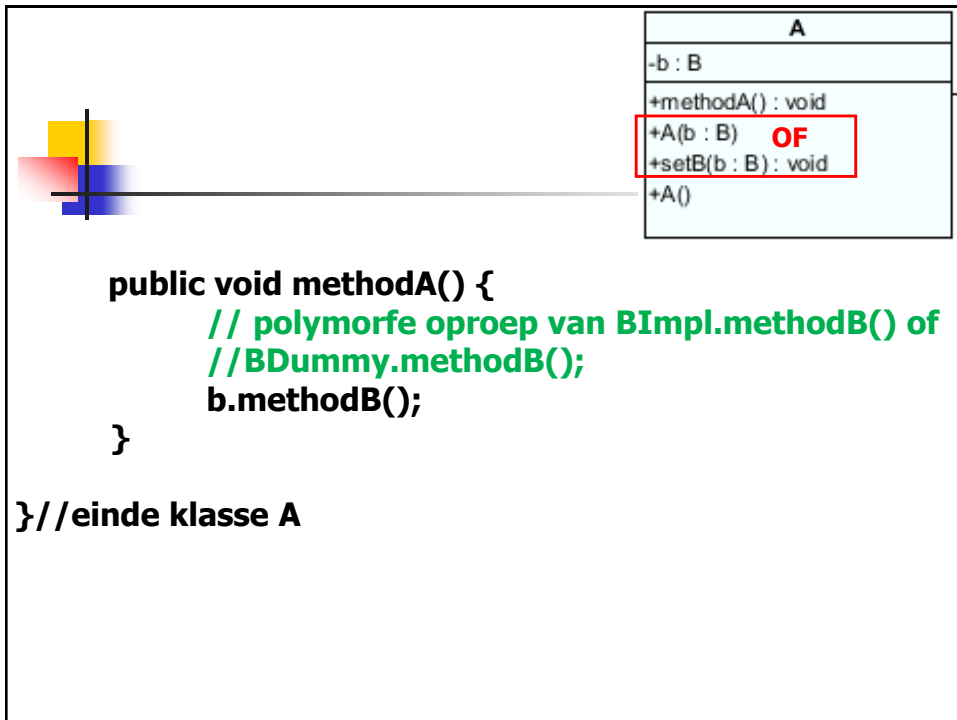 A
-b : B
+methodA() : void
+A(b : B) OF
+setB(b : B) : void
+A()
public void methodA() {
// polymorfe oproep van BImpl.methodB() of
//BDummy.methodB();
b.methodB();
}
}//einde klasse A